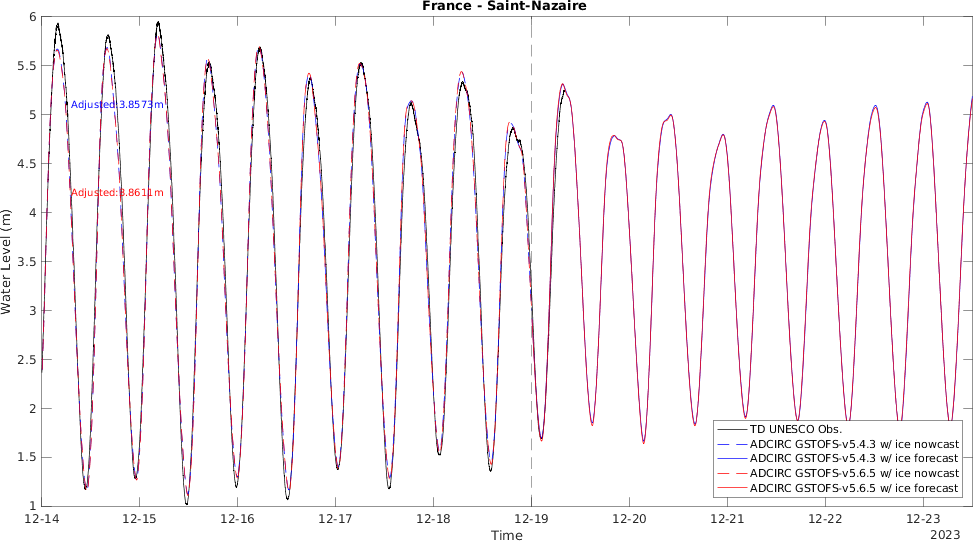 France - Saint-Nazaire
6
5.5
5
4.5
4
3.5
3
2.5
2
1.5
1
Water Level (m)
Adjusted:3.8573m
Adjusted:3.8611m
TD UNESCO Obs.
ADCIRC GSTOFS-v5.4.3 w/ ice nowcast
ADCIRC GSTOFS-v5.4.3 w/ ice forecast
ADCIRC GSTOFS-v5.6.5 w/ ice nowcast
ADCIRC GSTOFS-v5.6.5 w/ ice forecast
12-14 12-15 12-16 12-17 12-18 12-19 12-20 12-21 12-22 12-23
Time
2023